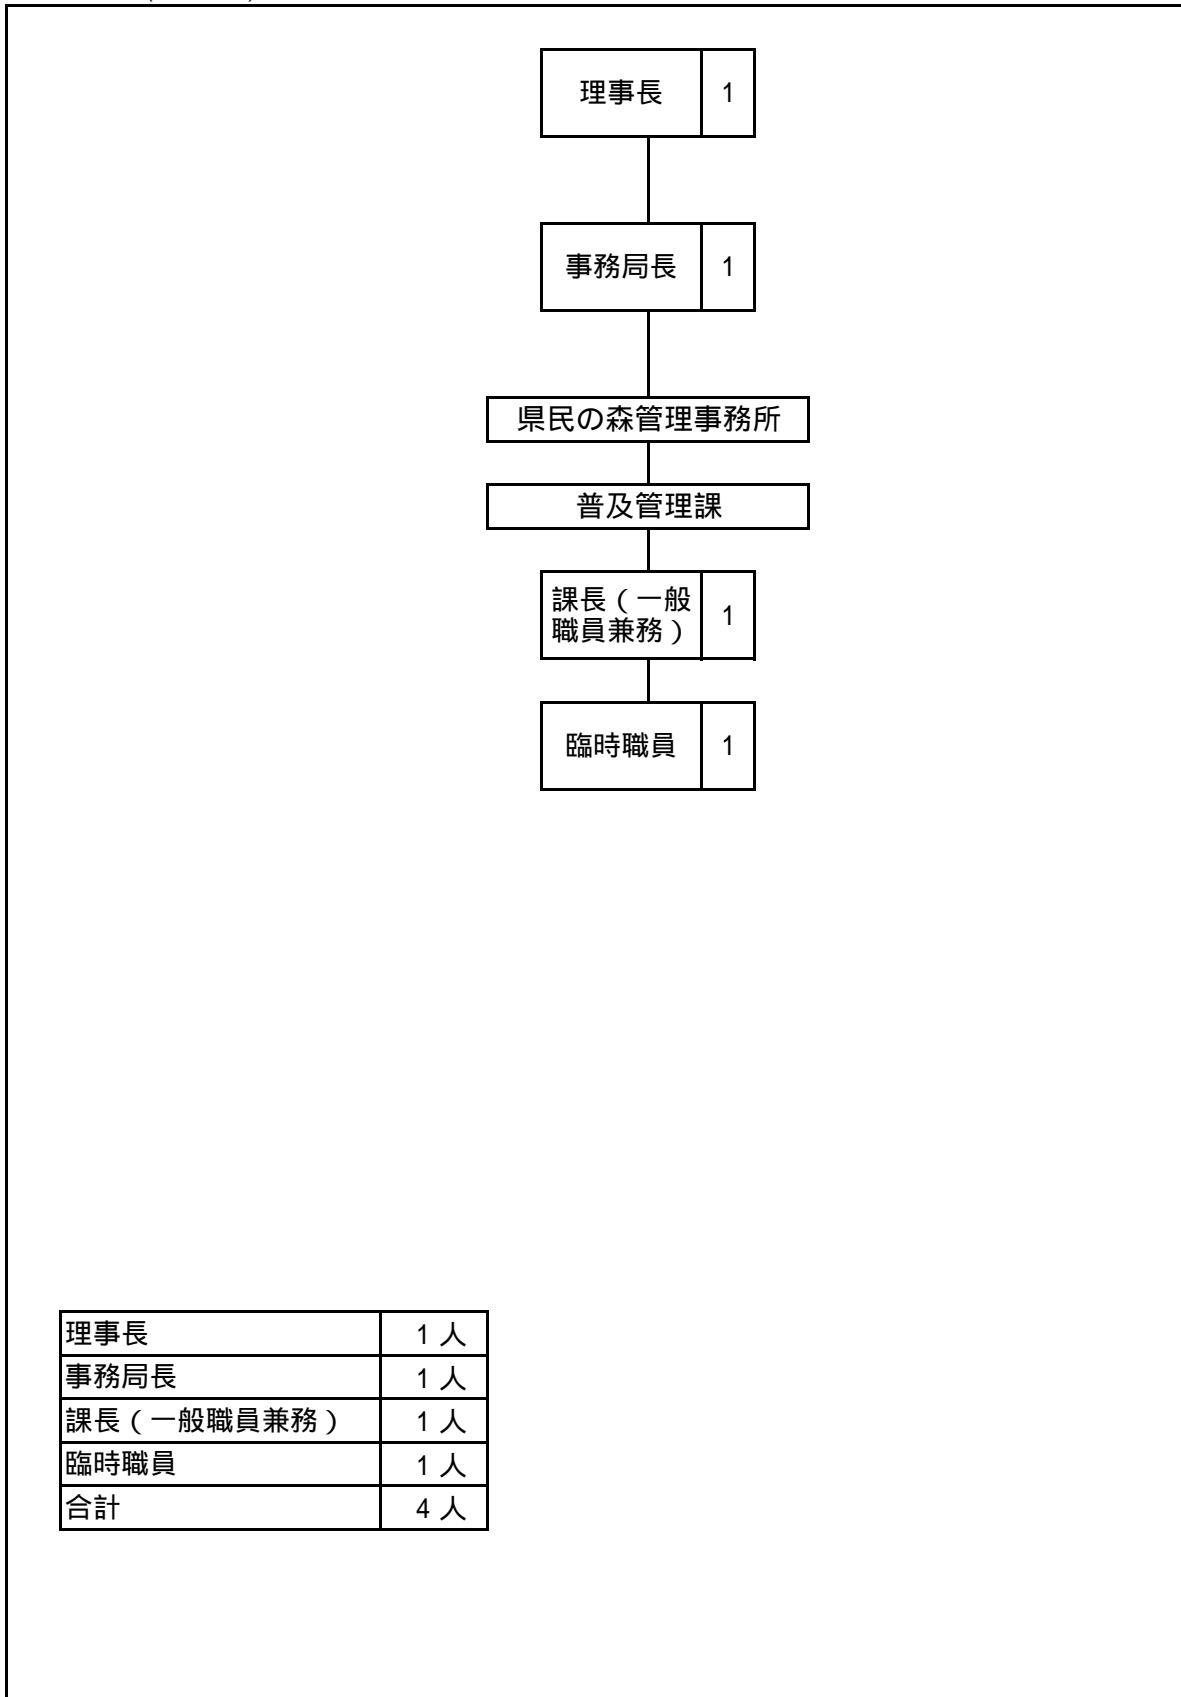 理事長 1
事務局長 1
県民の森管理事務所
普及管理課
課長（一般
職員兼務） 1
臨時職員 1
理事長 1人
事務局長 1人
課長（一般職員兼務） 1人
臨時職員 1人
合計 4人